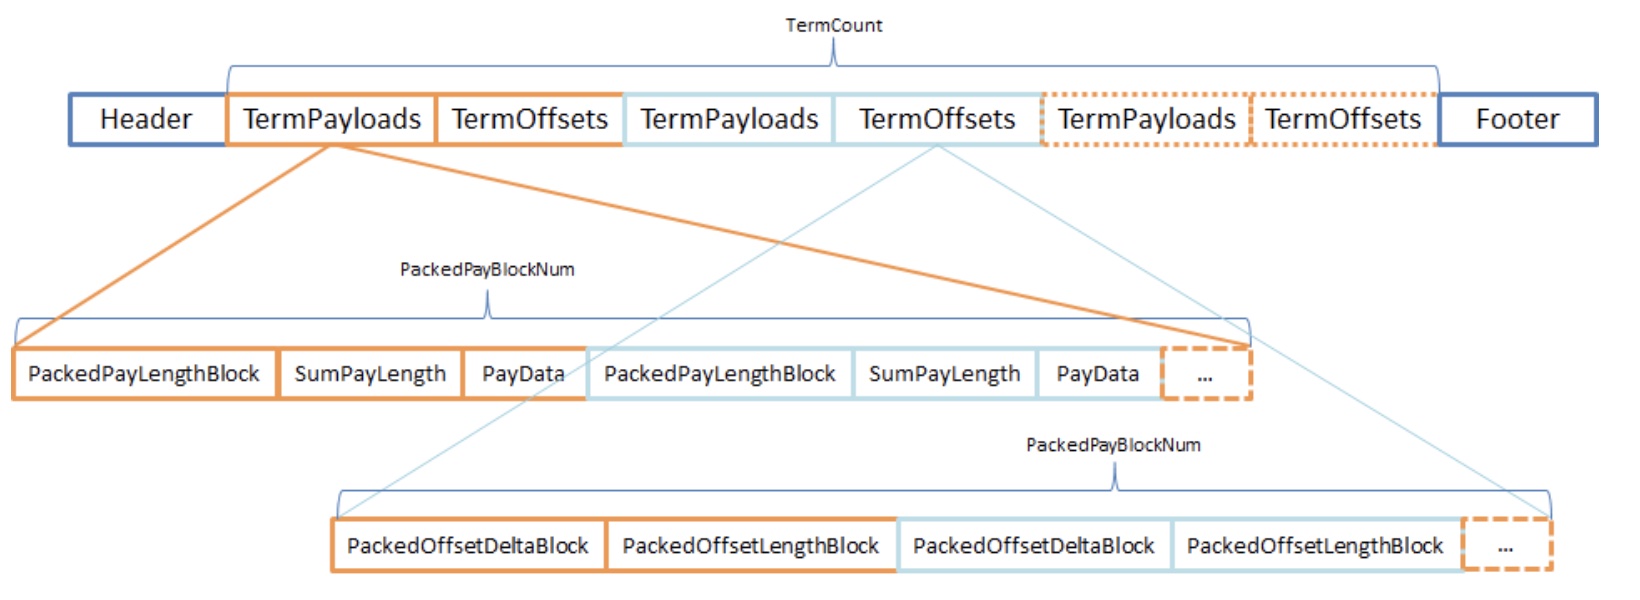 TermCount
Header TermPayloads TermOffsets TermPayloads TermOffsets TermPayloads TermOffsets Footer
PackedPayBlockNum
PackedPayLengthBlock SumPayLength PayData PackedPayLengthBlock SumPayLength PayData ...
PackedPayBlockNum
PackedOffsetDeltaBlock PackedOffsetLengthBlock PackedOffsetDeltaBlock PackedOffsetLengthBlock ...